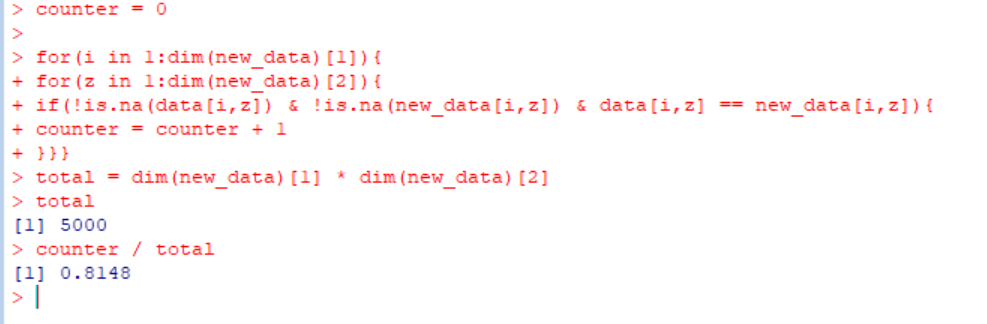 > counter = 0
>
> for(i in 1:dim(new_data)[1]){
+ for(z in 1:dim(new_data)[2]){
+ if(!is.na(data[i,z]) & !is.na(new_data[i,z]) & data[i,z] == new_data[i,z]){
+ counter = counter + 1
+ }}}
> total = dim(new_data)[1] * dim(new_data)[2]
> total
[1] 5000
> counter / total
[1] 0.8148
>